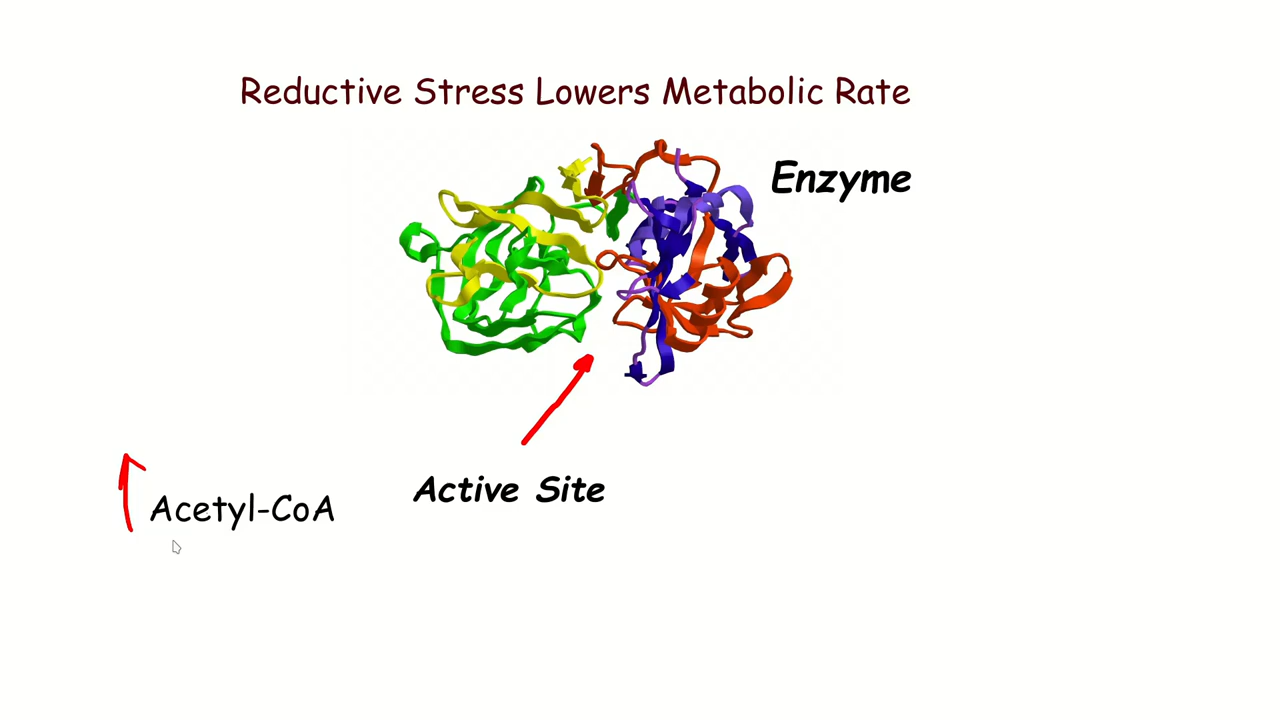 Reductive Stress Lowers Metabolic Rate
Enzyme
Active Site
Acetyl-CoA